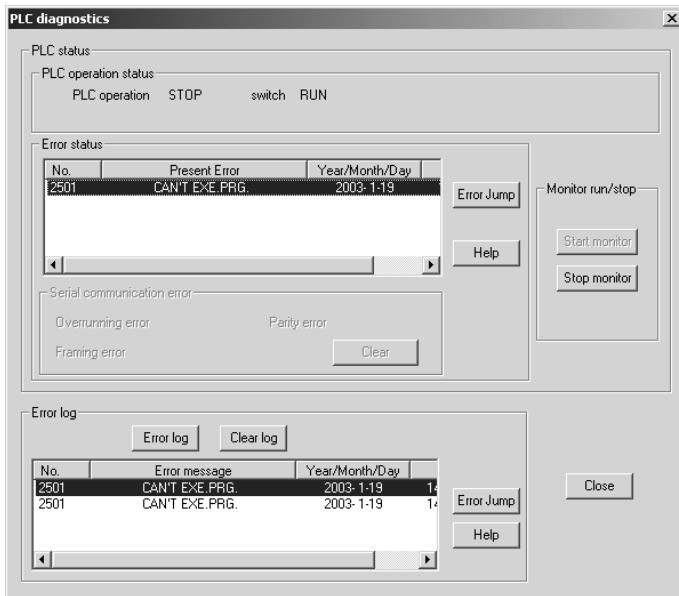 PLC diagnostics
PLC status
PLC operation status
PLC operation STOP switch RUN
Error status
No. Present Error Year/Month/Day
2501 CAN'T EXE.PRG. 2003- 1-19
Error Jump
Help
Monitor run/stop
Start monitor
Stop monitor
Serial communication error
Overrunning error Parity error
Framing error Clear
Error log
Error log Clear log
No. Error message Year/Month/Day
2501 CAN'T EXE.PRG. 2003- 1-19 14
2501 CAN'T EXE.PRG. 2003- 1-19 14
Error Jump
Help
Close